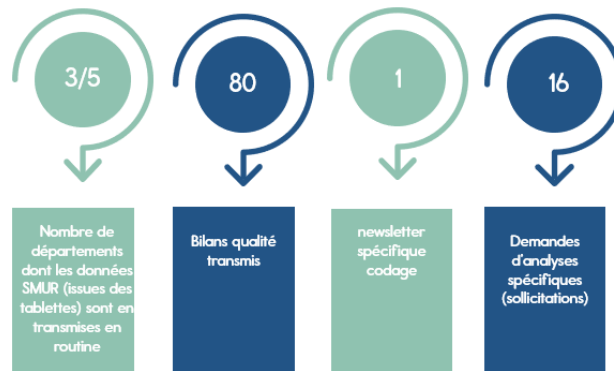 3/5
80
1
16
Nombre de
départements
dont les données
SMUR (issues des
tablettes) sont en
transmises en
routine
Bilans qualité
transmis
newsletter
spécifique
codage
Demandes
d'analyses
spécifiques
(sollicitations)